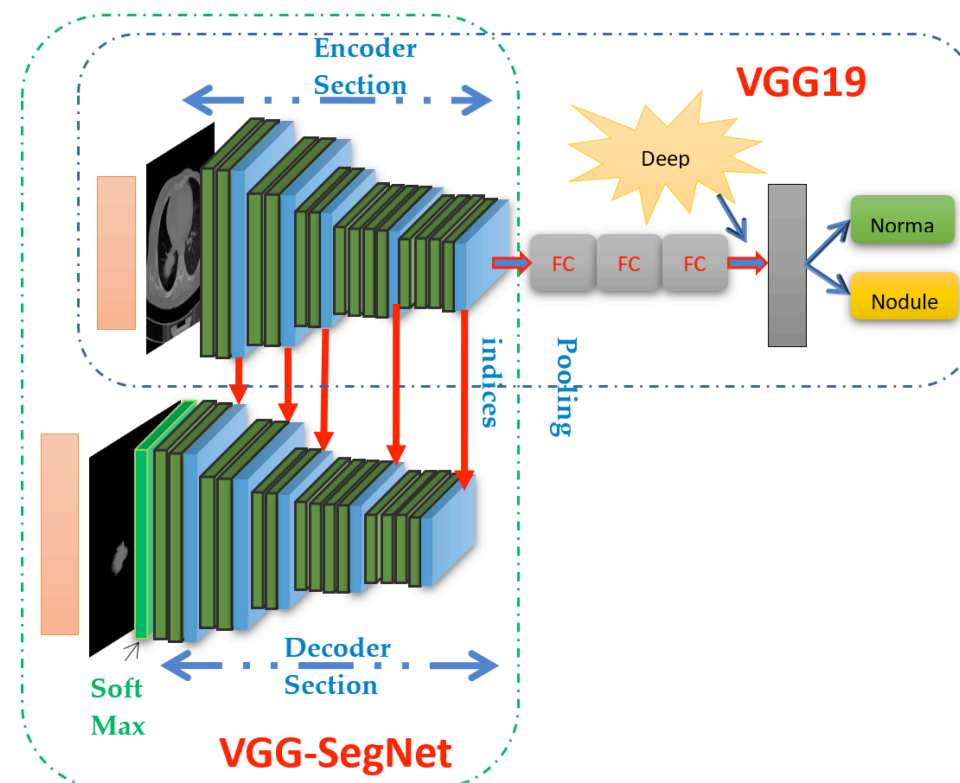 Encoder
Section
VGG19
Deep
FC
FC
FC
Norma
Nodule
Pooling
indices
Decoder
Section
Soft
Max
VGG-SegNet